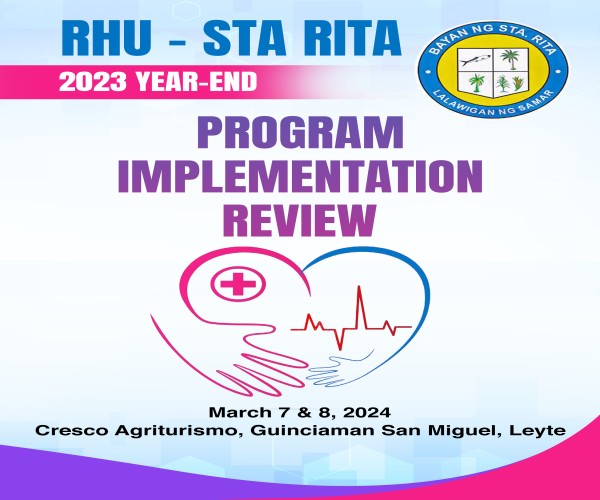 RHU - STA RITA
2023 YEAR-END
BAYAN NG STA. RITA
LALAWIGAN NG SAMAR
PROGRAM
IMPLEMENTATION
REVIEW
March 7 & 8, 2024
Cresco Agriturismo, Guinciaman San Miguel, Leyte